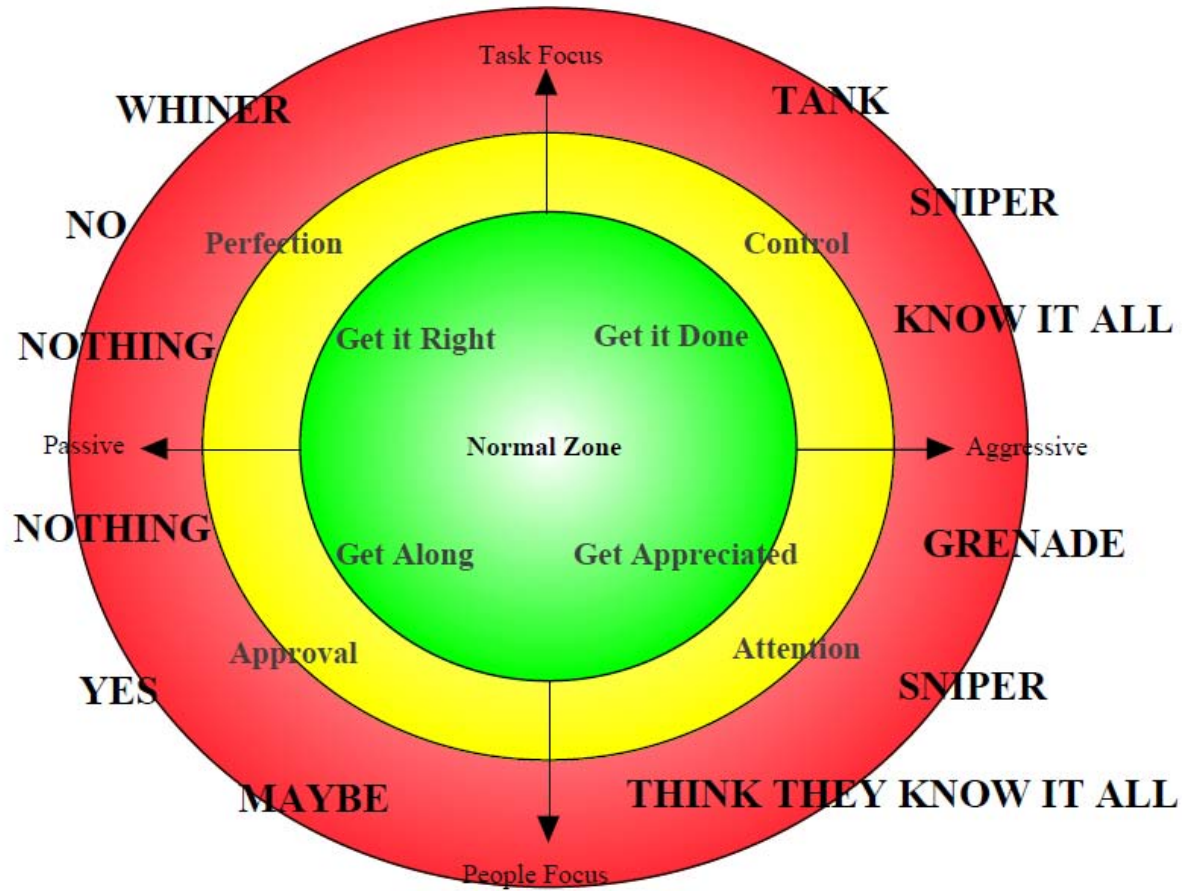 Task Focus
WHINER
TANK
SNIPER
NO
Perfection
Control
KNOW IT ALL
NOTHING
Get it Right
Get it Done
Passive
Normal Zone
Aggressive
NOTHING
GRENADE
Get Along
Get Appreciated
Approval
Attention
YES
SNIPER
MAYBE
THINK THEY KNOW IT ALL
People Focus